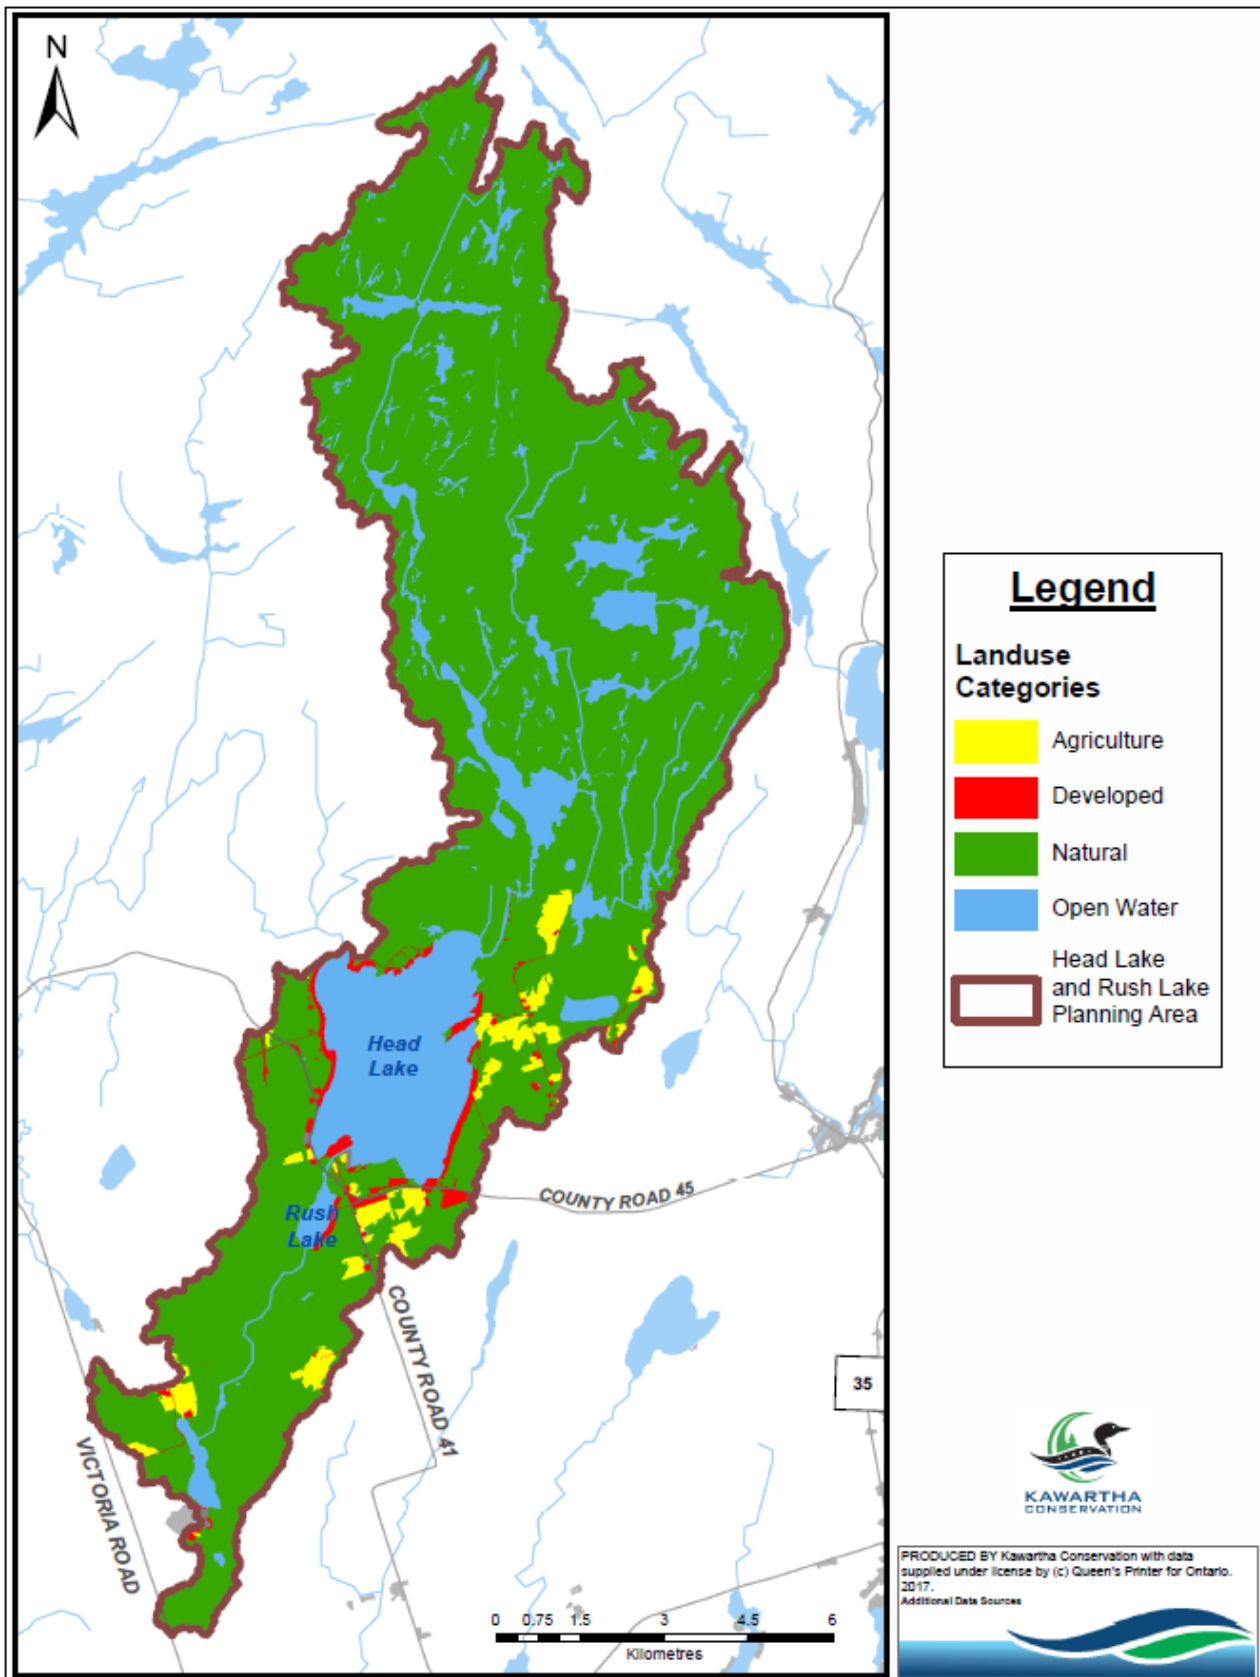 N
Head
Lake
Rush
Lake
COUNTY ROAD 45
COUNTY ROAD 41
VICTORIA ROAD
35
0 0.75 1.5 3 4.5 6
Kilometres
Legend
Landuse
Categories
Agriculture
Developed
Natural
Open Water
Head Lake
and Rush Lake
Planning Area
KAWARTHA
CONSERVATION
PRODUCED BY Kawartha Conservation with data
supplied under license by (c) Queen's Printer for Ontario.
2017.
Additional Data Sources